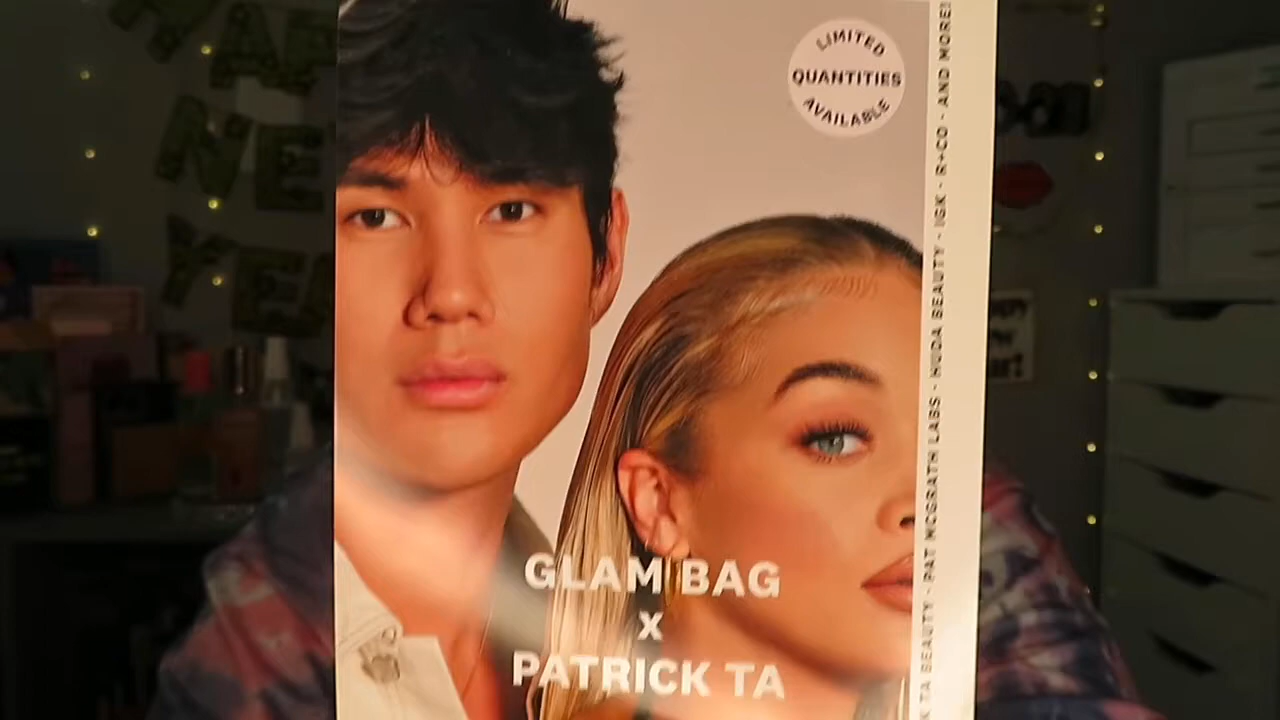 LIMITED
QUANTITIES
AVAILABLE
GLAM BAG
X
PATRICK TA
TA BEAUTY · PAT MCGRATH LABS · HUDA BEAUTY · IGK · R+CO · AND MORE!